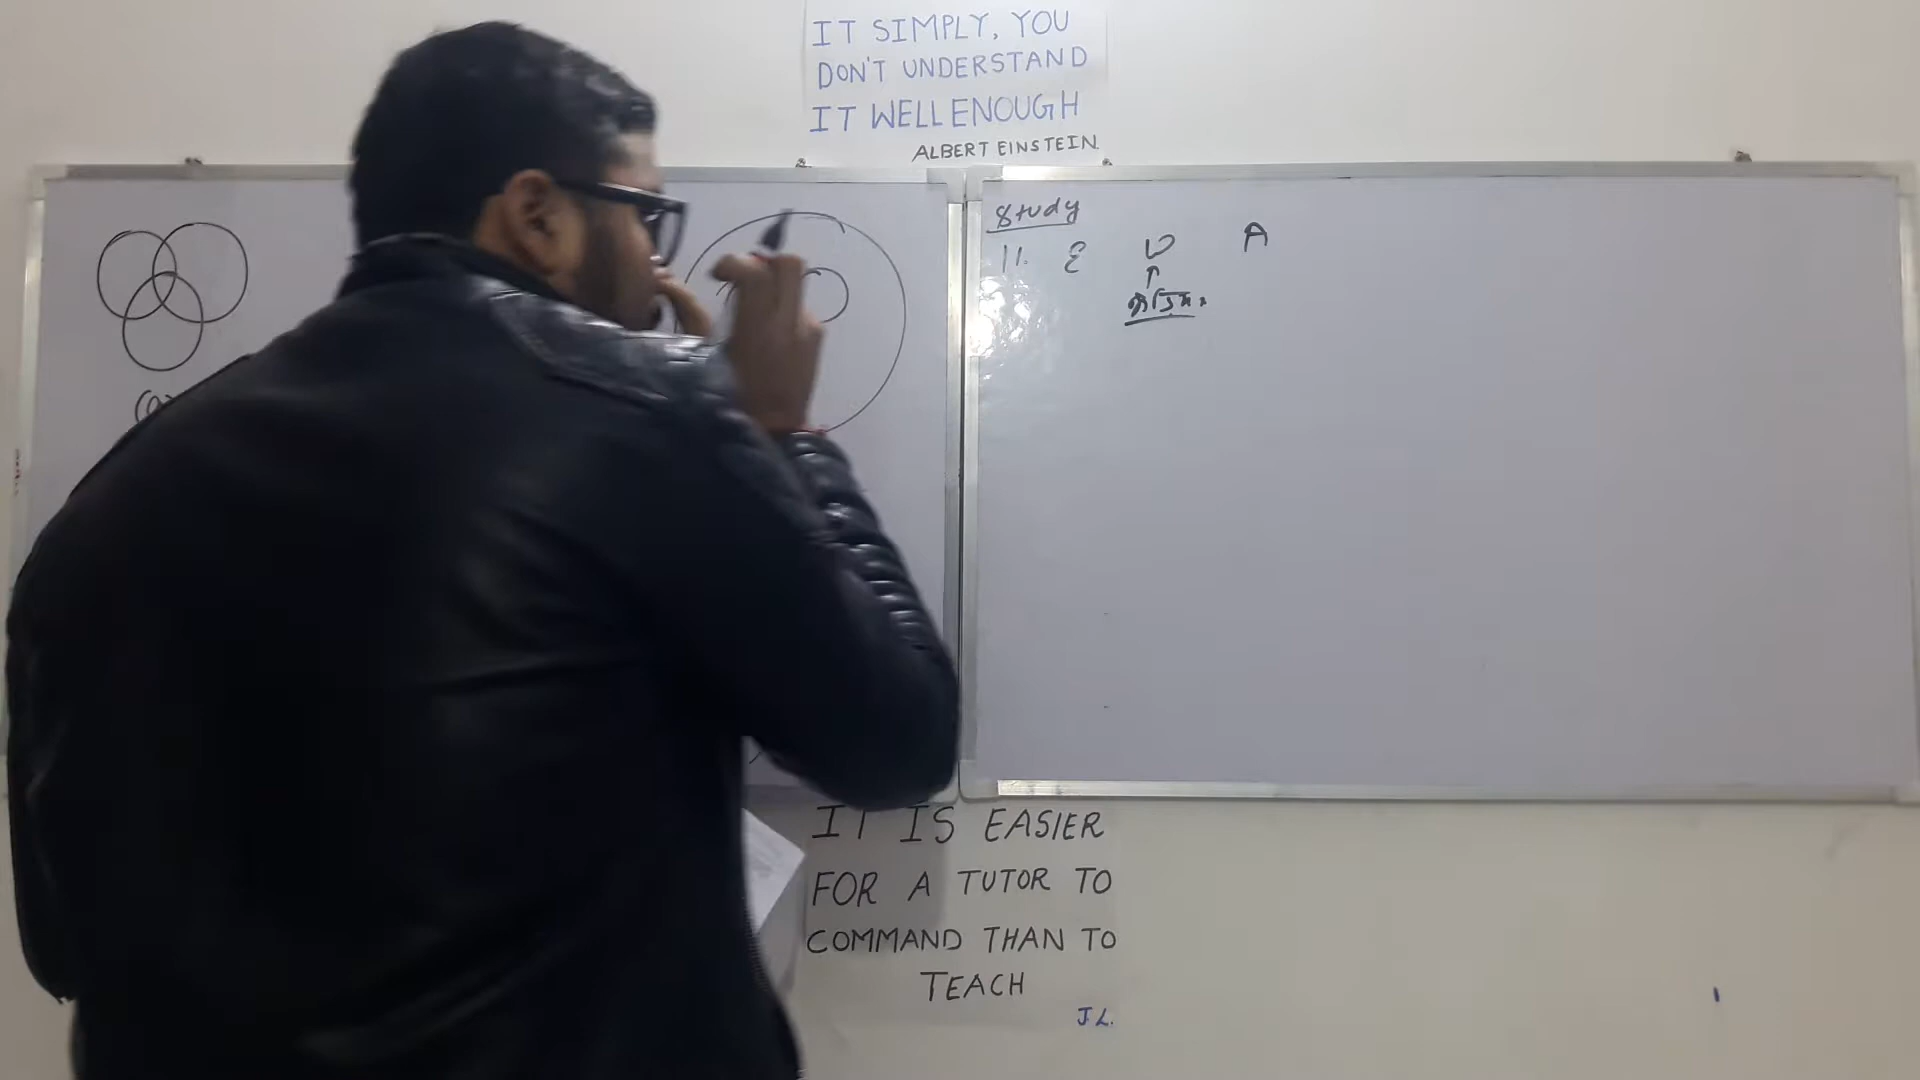 IT SIMPLY, YOU
DON'T UNDERSTAND
IT WELL ENOUGH
ALBERT EINSTEIN.
(a
Study
11. E U A
IT IS EASIER
FOR A TUTOR TO
COMMAND THAN TO
TEACH
J.L.